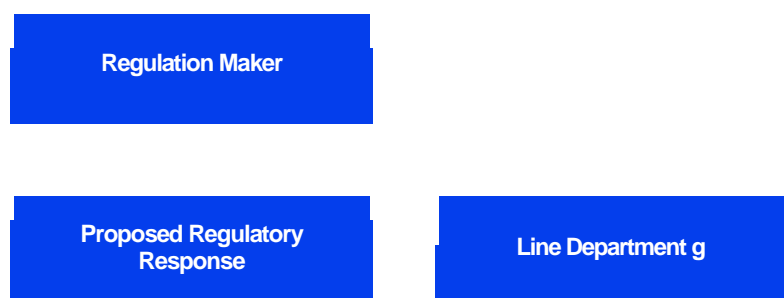 Regulation Maker
Proposed Regulatory
Response
Line Department g